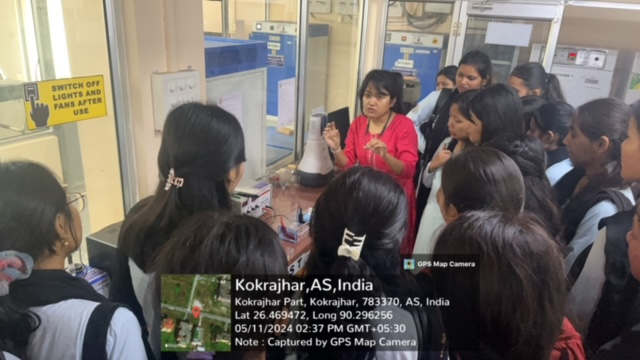 SWITCH OFF
LIGHTS AND
FANS AFTER
USE
GPS Map Camera
Kokrajhar,AS,India
Kokrajhar Part, Kokrajhar, 783370, AS, India
Lat 26.469472, Long 90.296256
05/11/2024 02:37 PM GMT+05:30
Note : Captured by GPS Map Camera